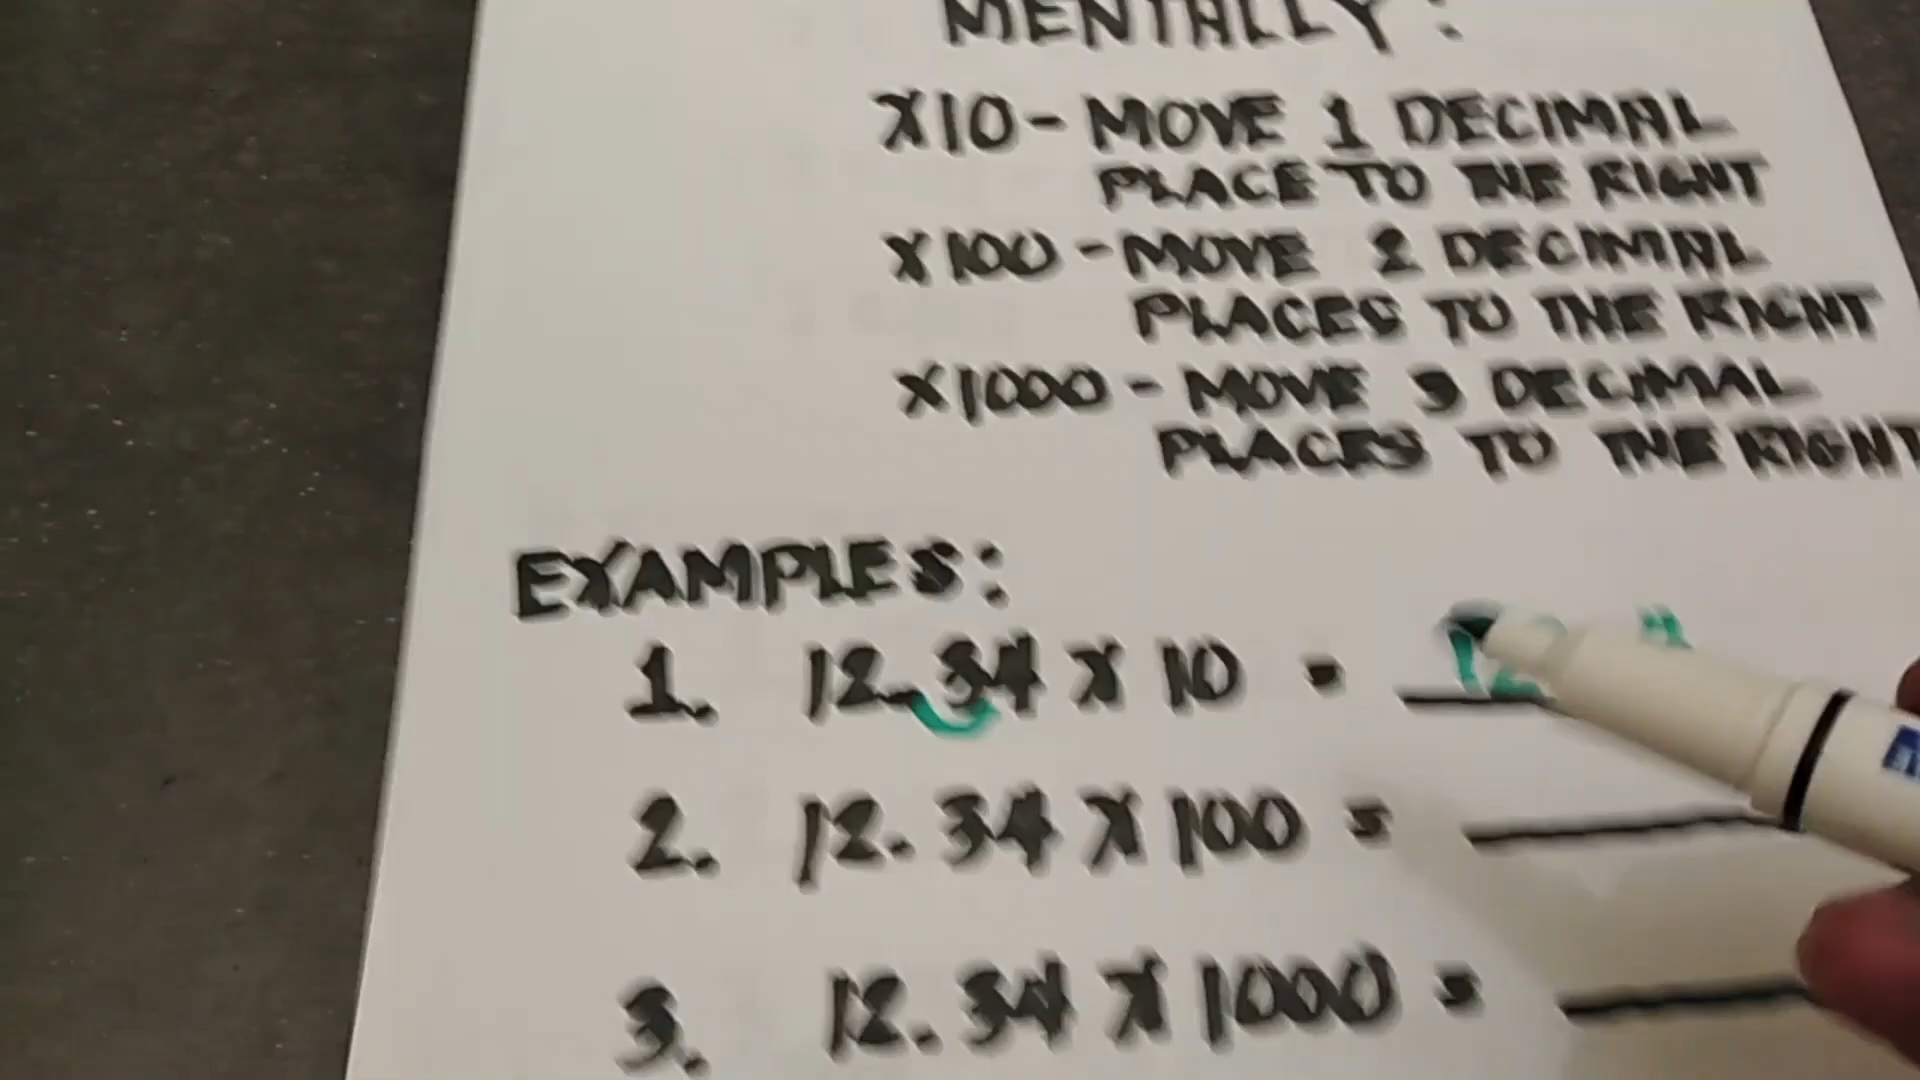 MENTALLY:
X10 - MOVE 1 DECIMAL
PLACE TO THE RIGHT
X100 - MOVE 2 DECIMAL
PLACES TO THE RIGHT
X1000 - MOVE 3 DECIMAL
PLACES TO THE RIGHT
EXAMPLES:
1. 12.34 X 10 =
2. 12.34 X 100 =
3. 12.34 X 1000 =